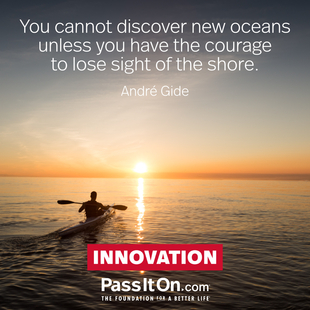 You cannot discover new oceans
unless you have the courage
to lose sight of the shore.
André Gide
INNOVATION
PassItOn.com
THE FOUNDATION FOR A BETTER LIFE